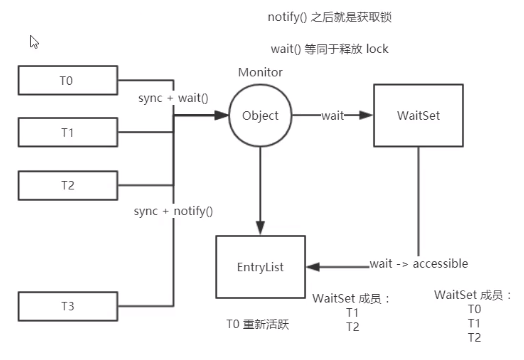 notify() 之后就是获取锁
wait() 等同于释放 lock
Monitor
T0
sync + wait()
Object
wait
WaitSet
T1
T2
sync + notify()
EntryList
wait -> accessible
T3
T0 重新活跃
WaitSet 成员：
T1
T2
WaitSet 成员：
T0
T1
T2